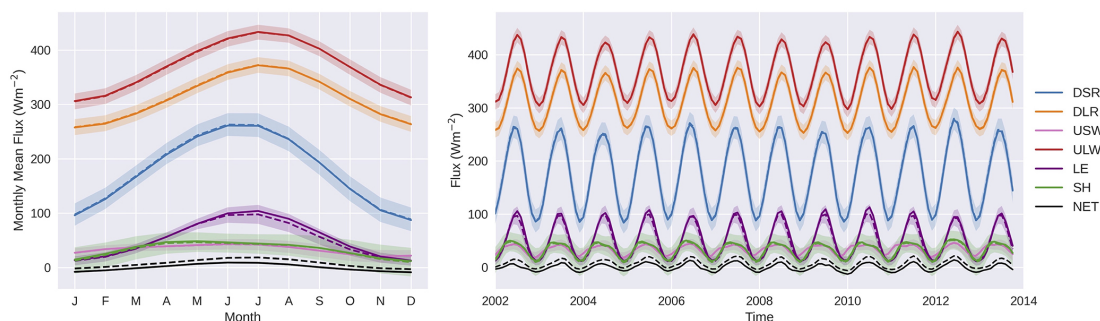 Monthly Mean Flux (Wm⁻²)
400
300
200
100
0
J F M A M J J A S O N D
Month
Flux (Wm⁻²)
400
300
200
100
0
2002 2004 2006 2008 2010 2012 2014
Time
DSR
DLR
USW
ULW
LE
SH
NET